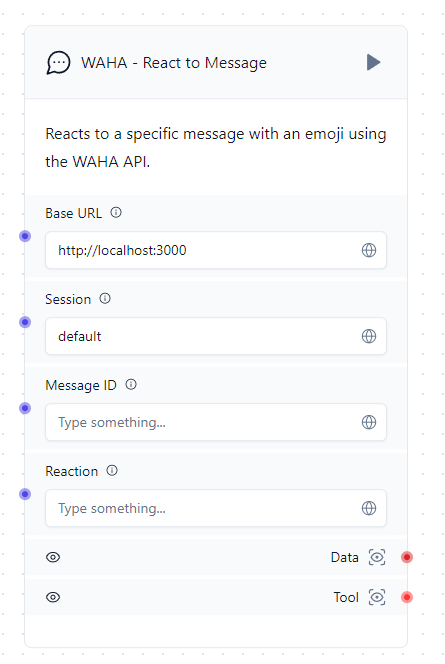 WAHA - React to Message
Reacts to a specific message with an emoji using
the WAHA API.
Base URL
http://localhost:3000
Session
default
Message ID
Type something...
Reaction
Type something...
Data
Tool